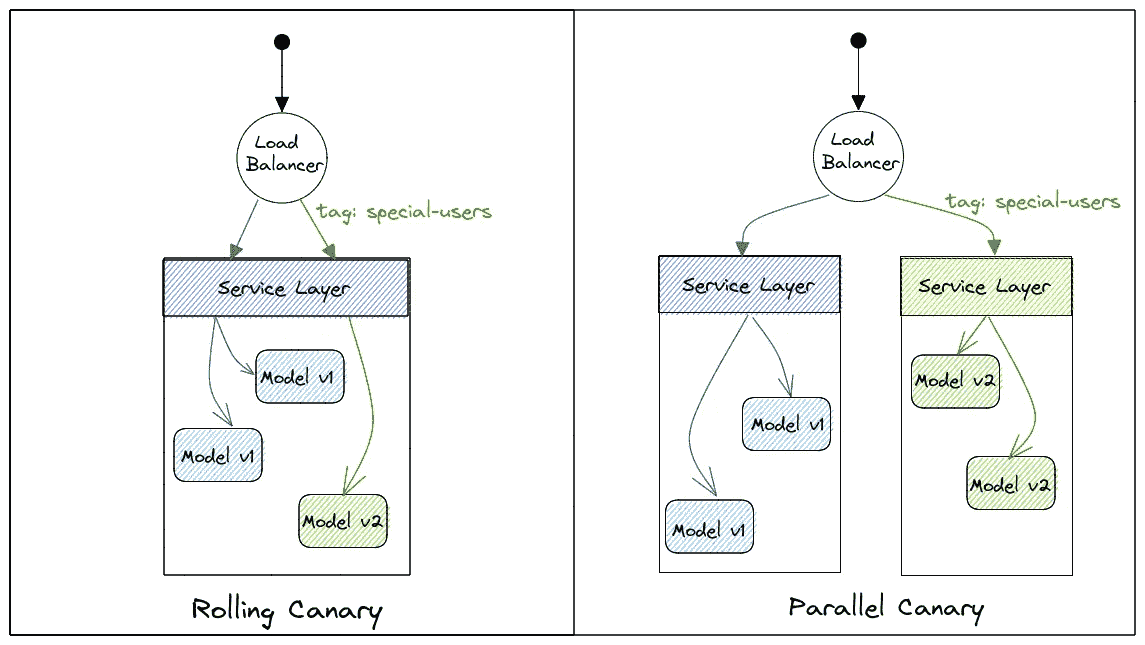 Load
Balancer
tag: special-users
Service Layer
Model v1
Model v1
Model v2
Rolling Canary
Load
Balancer
tag: special-users
Service Layer
Model v1
Model v1
Service Layer
Model v2
Model v2
Parallel Canary